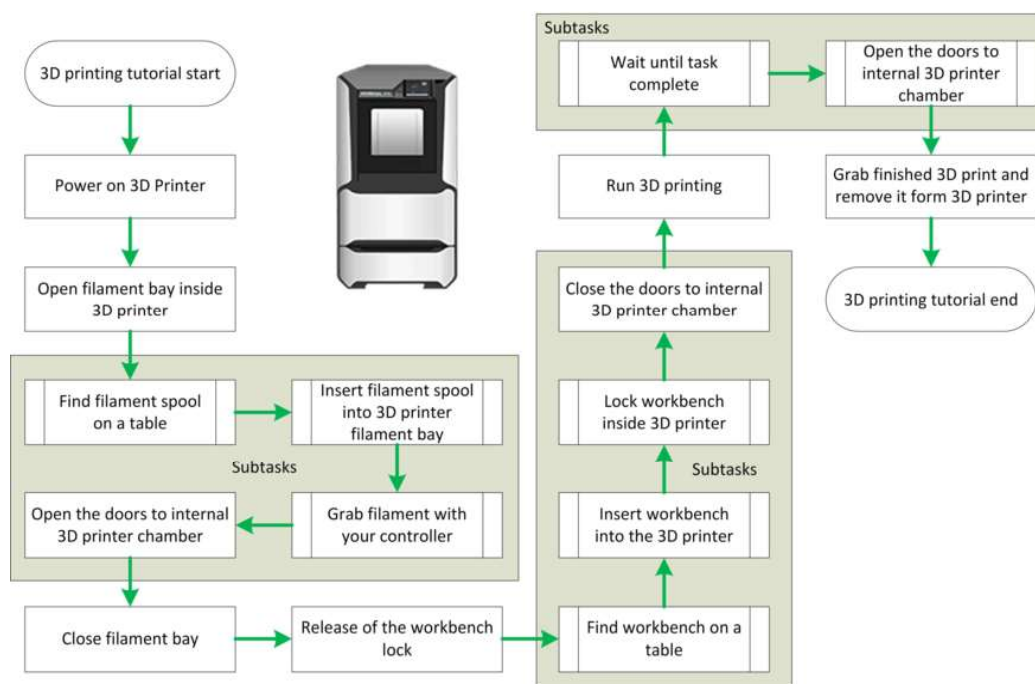 3D printing tutorial start
Power on 3D Printer
Open filament bay inside
3D printer
Find filament spool
on a table
Insert filament spool
into 3D printer
filament bay
Subtasks
Grab filament with
your controller
Open the doors to internal
3D printer chamber
Close filament bay
Release of the workbench
lock
Find workbench on a
table
Insert workbench
into the 3D printer
Subtasks
Lock workbench
inside 3D printer
Close the doors to internal
3D printer chamber
Run 3D printing
Subtasks
Wait until task
complete
Open the doors to
internal 3D printer
chamber
Grab finished 3D print and
remove it form 3D printer
3D printing tutorial end